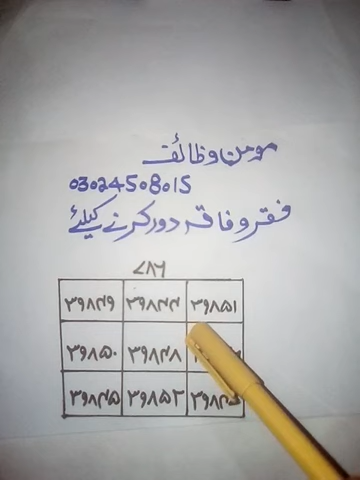 مومن وظائف
03024508015
فقر و فاقہ دور کرنے کیلئے
۷۸۶
۳۹۸۵۱ ۳۹۸۴۴ ۳۹۸۴۹
۳۹۸۴۸ ۳۹۸۵۰
۳۹۸۵۲ ۳۹۸۴۵